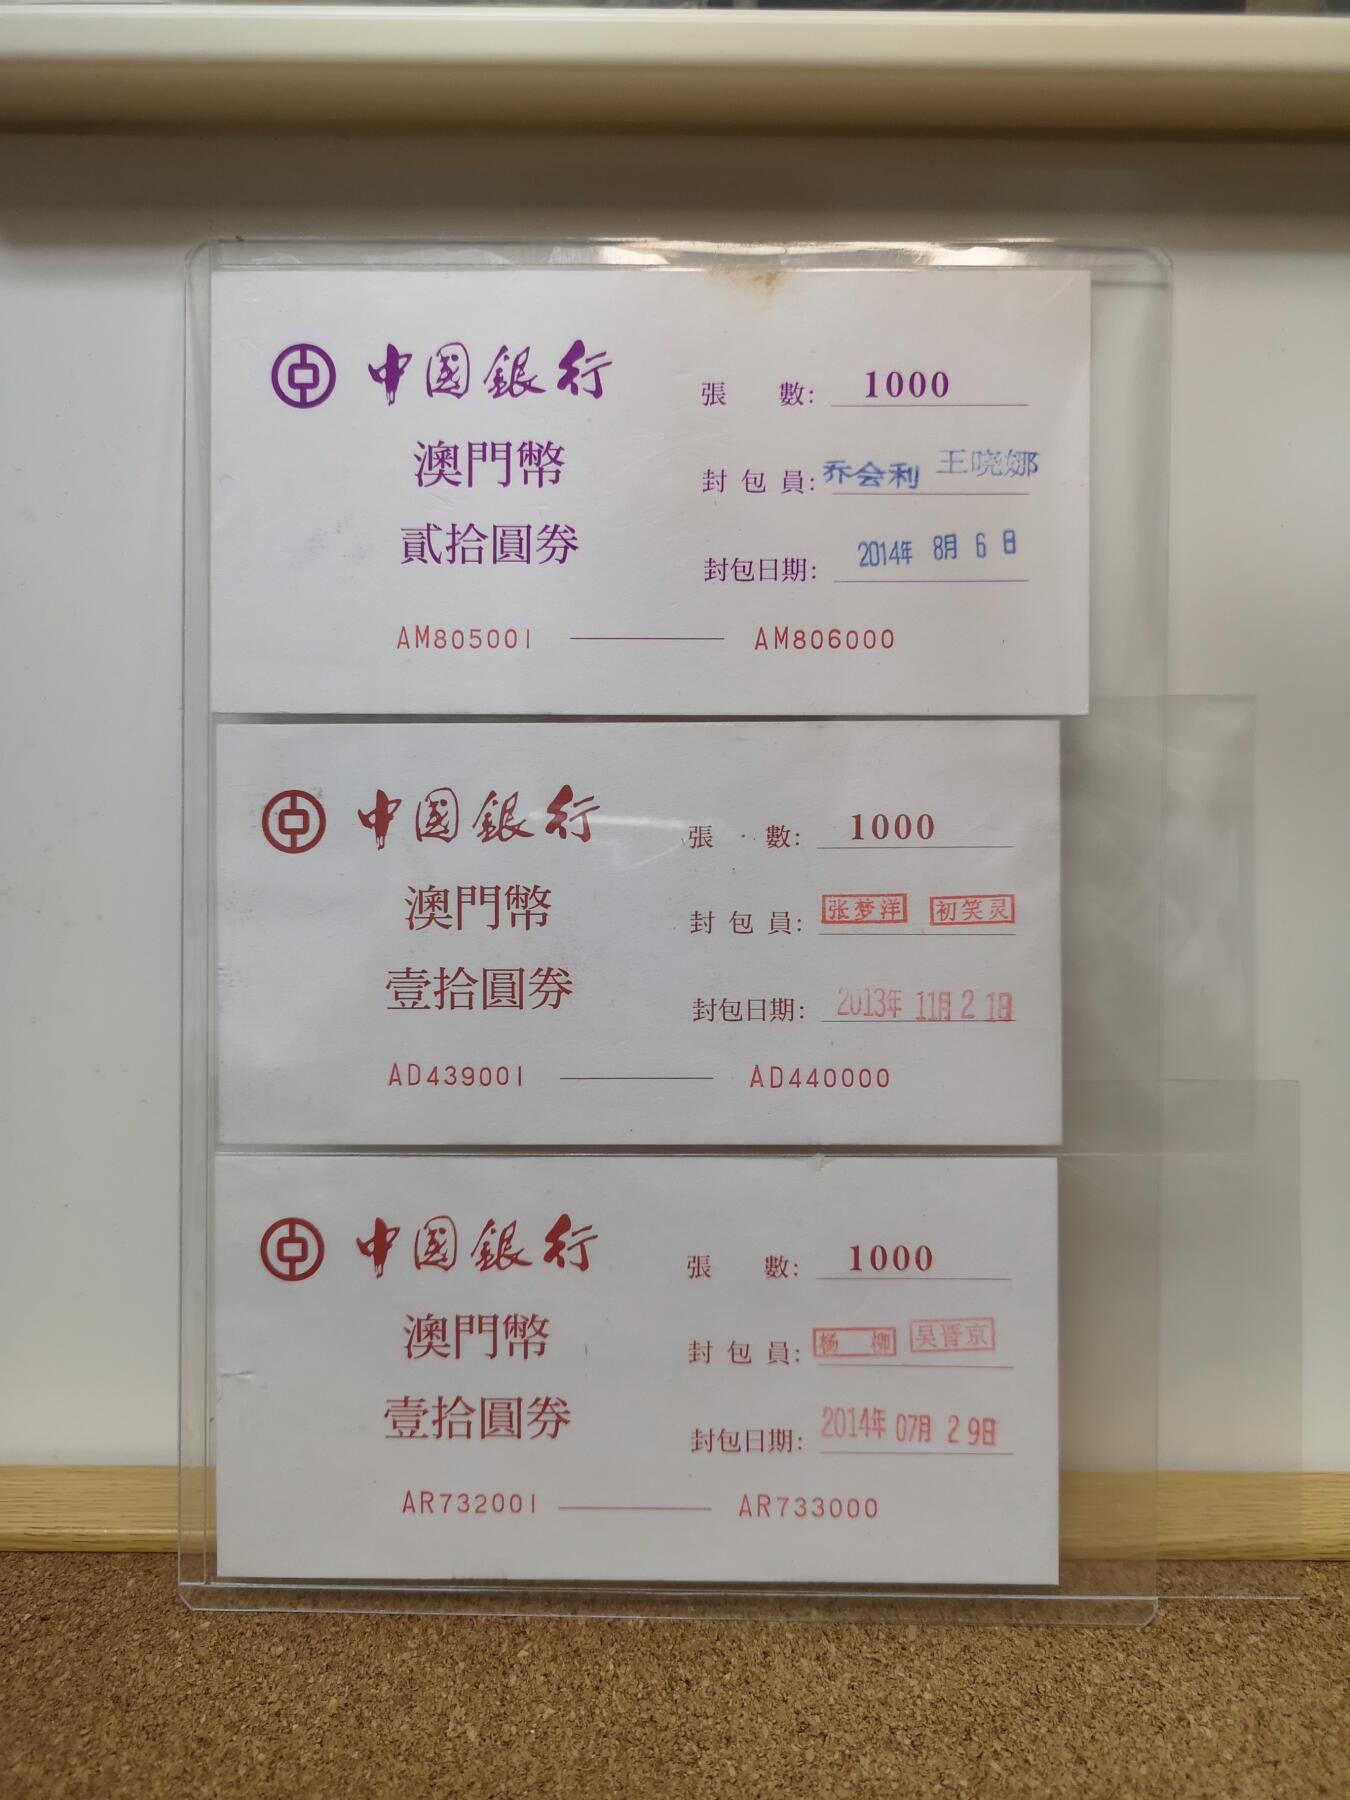 中国銀行
澳門幣
貳拾圓券
張 數: 1000
封包員: 乔会利 王晓娜
封包日期: 2014年 8月 6日
AM805001 AM806000
中国銀行
澳門幣
壹拾圓券
張 數: 1000
封包員: 张梦洋 初笑灵
封包日期: 2013年 11月 21日
AD439001 AD440000
中国銀行
澳門幣
壹拾圓券
張 數: 1000
封包員: 杨 柳 吴晋京
封包日期: 2014年 07月 29日
AR732001 AR733000